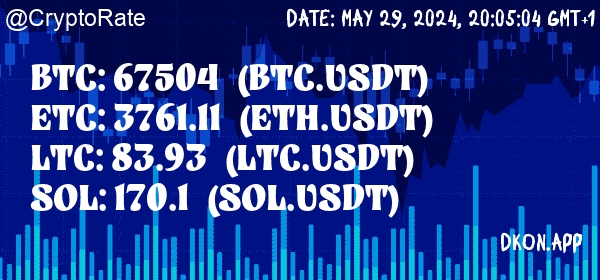 @CryptoRate
DATE: MAY 29, 2024, 20:05:04 GMT+1
BTC: 67504 (BTC.USDT)
ETC: 3761.11 (ETH.USDT)
LTC: 83.93 (LTC.USDT)
SOL: 170.1 (SOL.USDT)
DKON.APP